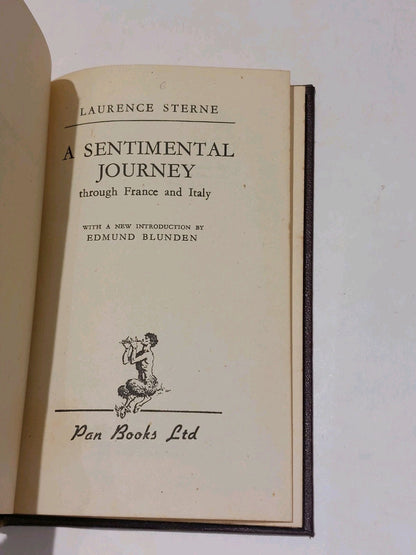 LAURENCE STERNE
A SENTIMENTAL
JOURNEY
through France and Italy
WITH A NEW INTRODUCTION BY
EDMUND BLUNDEN
Pan Books Ltd